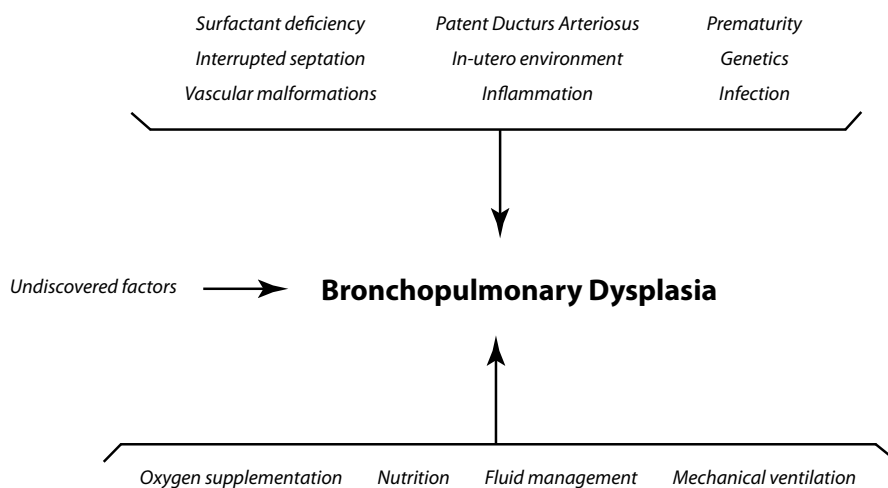 Surfactant deficiency Patent Ducturs Arteriosus Prematurity
Interrupted septation In-utero environment Genetics
Vascular malformations Inflammation Infection
Undiscovered factors Bronchopulmonary Dysplasia
Oxygen supplementation Nutrition Fluid management Mechanical ventilation